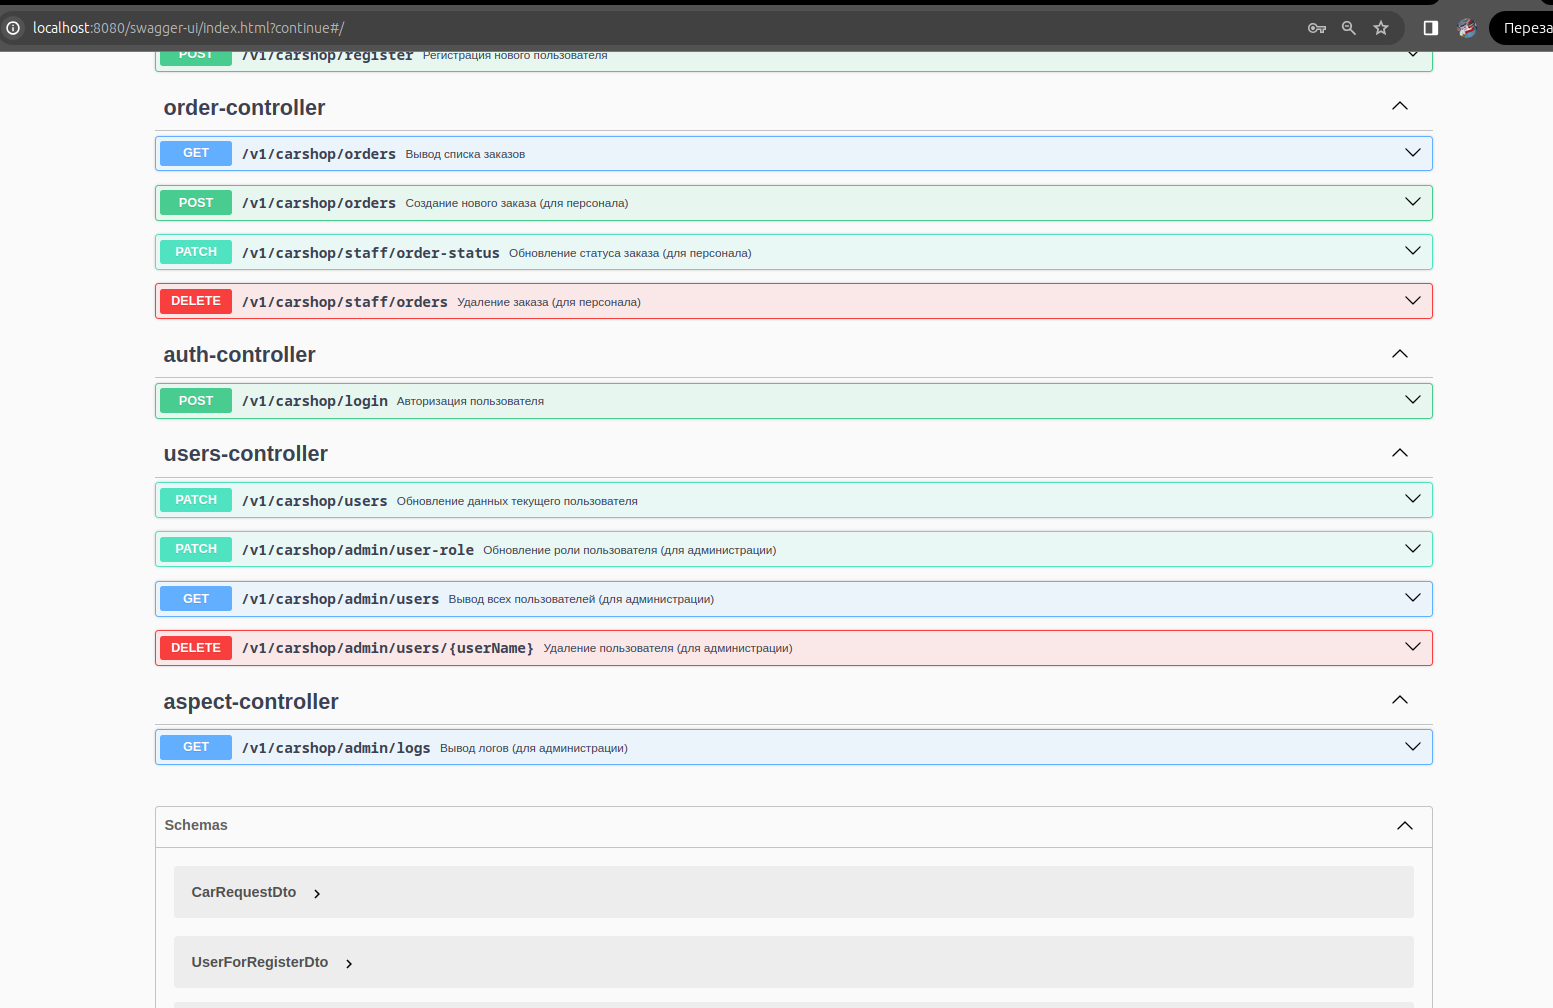 localhost:8080/swagger-ui/index.html?continue#/
Переза
POST /v1/carshop/register Регистрация нового пользователя
order-controller
GET /v1/carshop/orders Вывод списка заказов
POST /v1/carshop/orders Создание нового заказа (для персонала)
PATCH /v1/carshop/staff/order-status Обновление статуса заказа (для персонала)
DELETE /v1/carshop/staff/orders Удаление заказа (для персонала)
auth-controller
POST /v1/carshop/login Авторизация пользователя
users-controller
PATCH /v1/carshop/users Обновление данных текущего пользователя
PATCH /v1/carshop/admin/user-role Обновление роли пользователя (для администрации)
GET /v1/carshop/admin/users Вывод всех пользователей (для администрации)
DELETE /v1/carshop/admin/users/{userName} Удаление пользователя (для администрации)
aspect-controller
GET /v1/carshop/admin/logs Вывод логов (для администрации)
Schemas
CarRequestDto
UserForRegisterDto